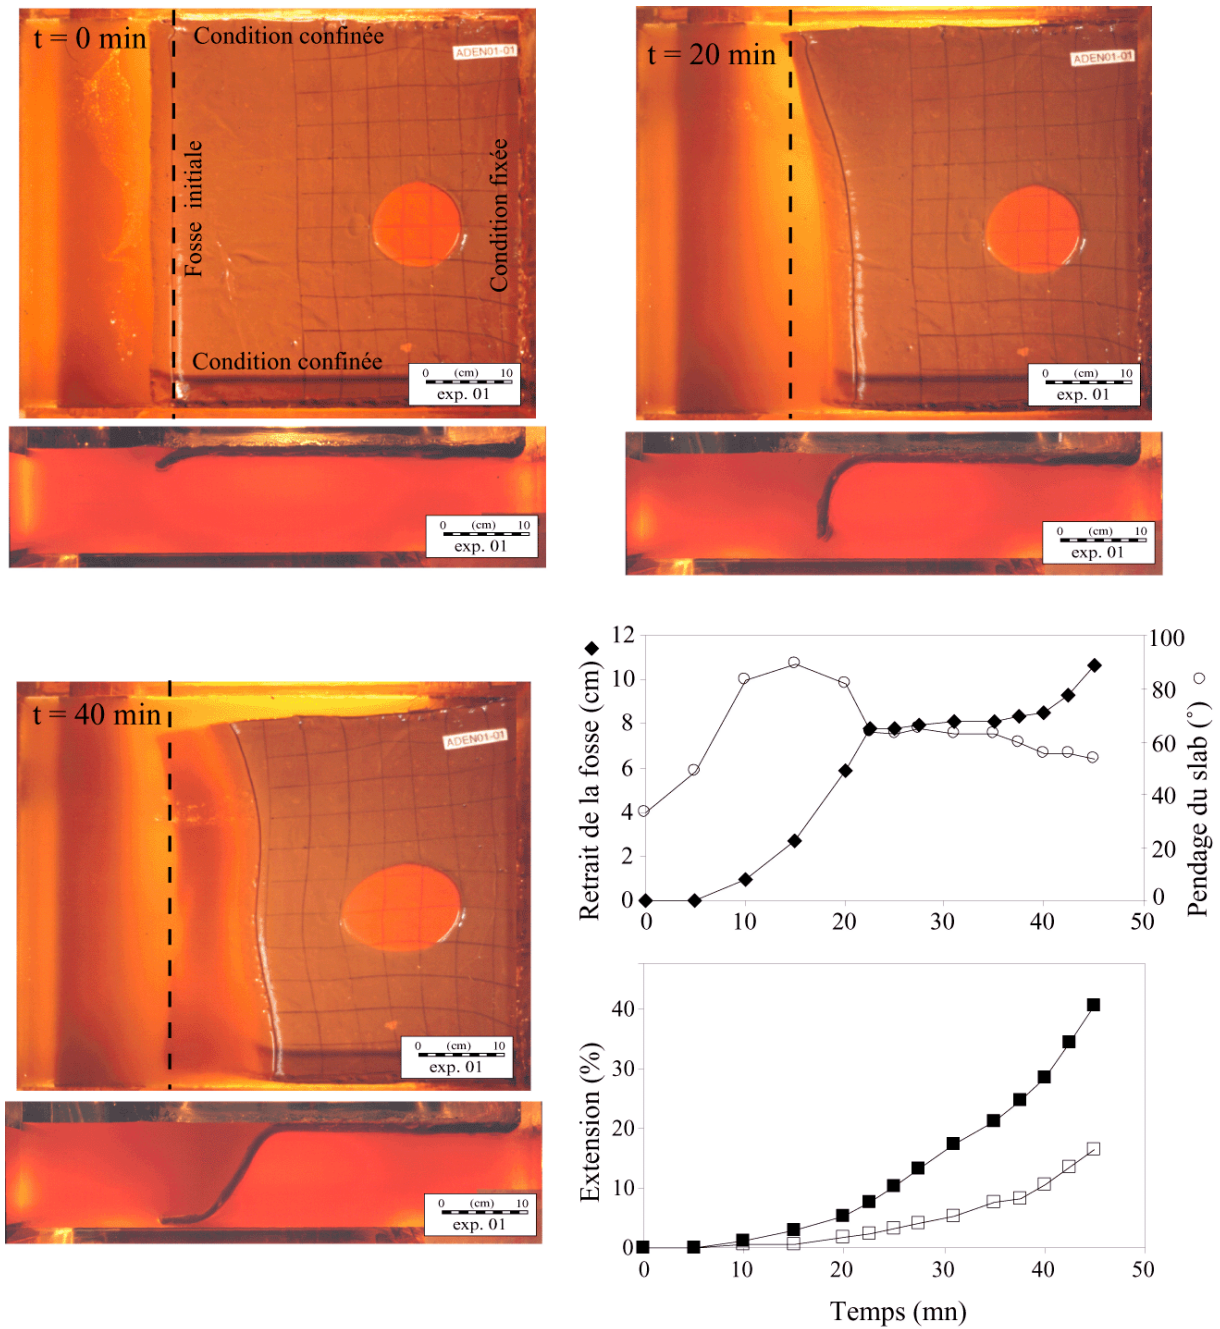 t = 0 min
Condition confinée
ADEN01-01
Fosse initiale
Condition fixée
Condition confinée
0 (cm) 10
exp. 01
0 (cm) 10
exp. 01
t = 20 min
ADEN01-01
0 (cm) 10
exp. 01
0 (cm) 10
exp. 01
t = 40 min
ADEN01-01
0 (cm) 10
exp. 01
0 (cm) 10
exp. 01
Retrait de la fosse (cm)
12
10
8
6
4
2
0
0 10 20 30 40 50
100
80
60
40
20
0
Pendage du slab (°)
Extension (%)
40
30
20
10
0
0 10 20 30 40 50
Temps (mn)